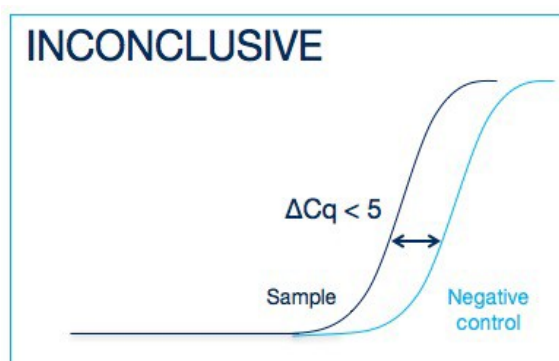 INCONCLUSIVE
ΔCq < 5
Sample
Negative
control